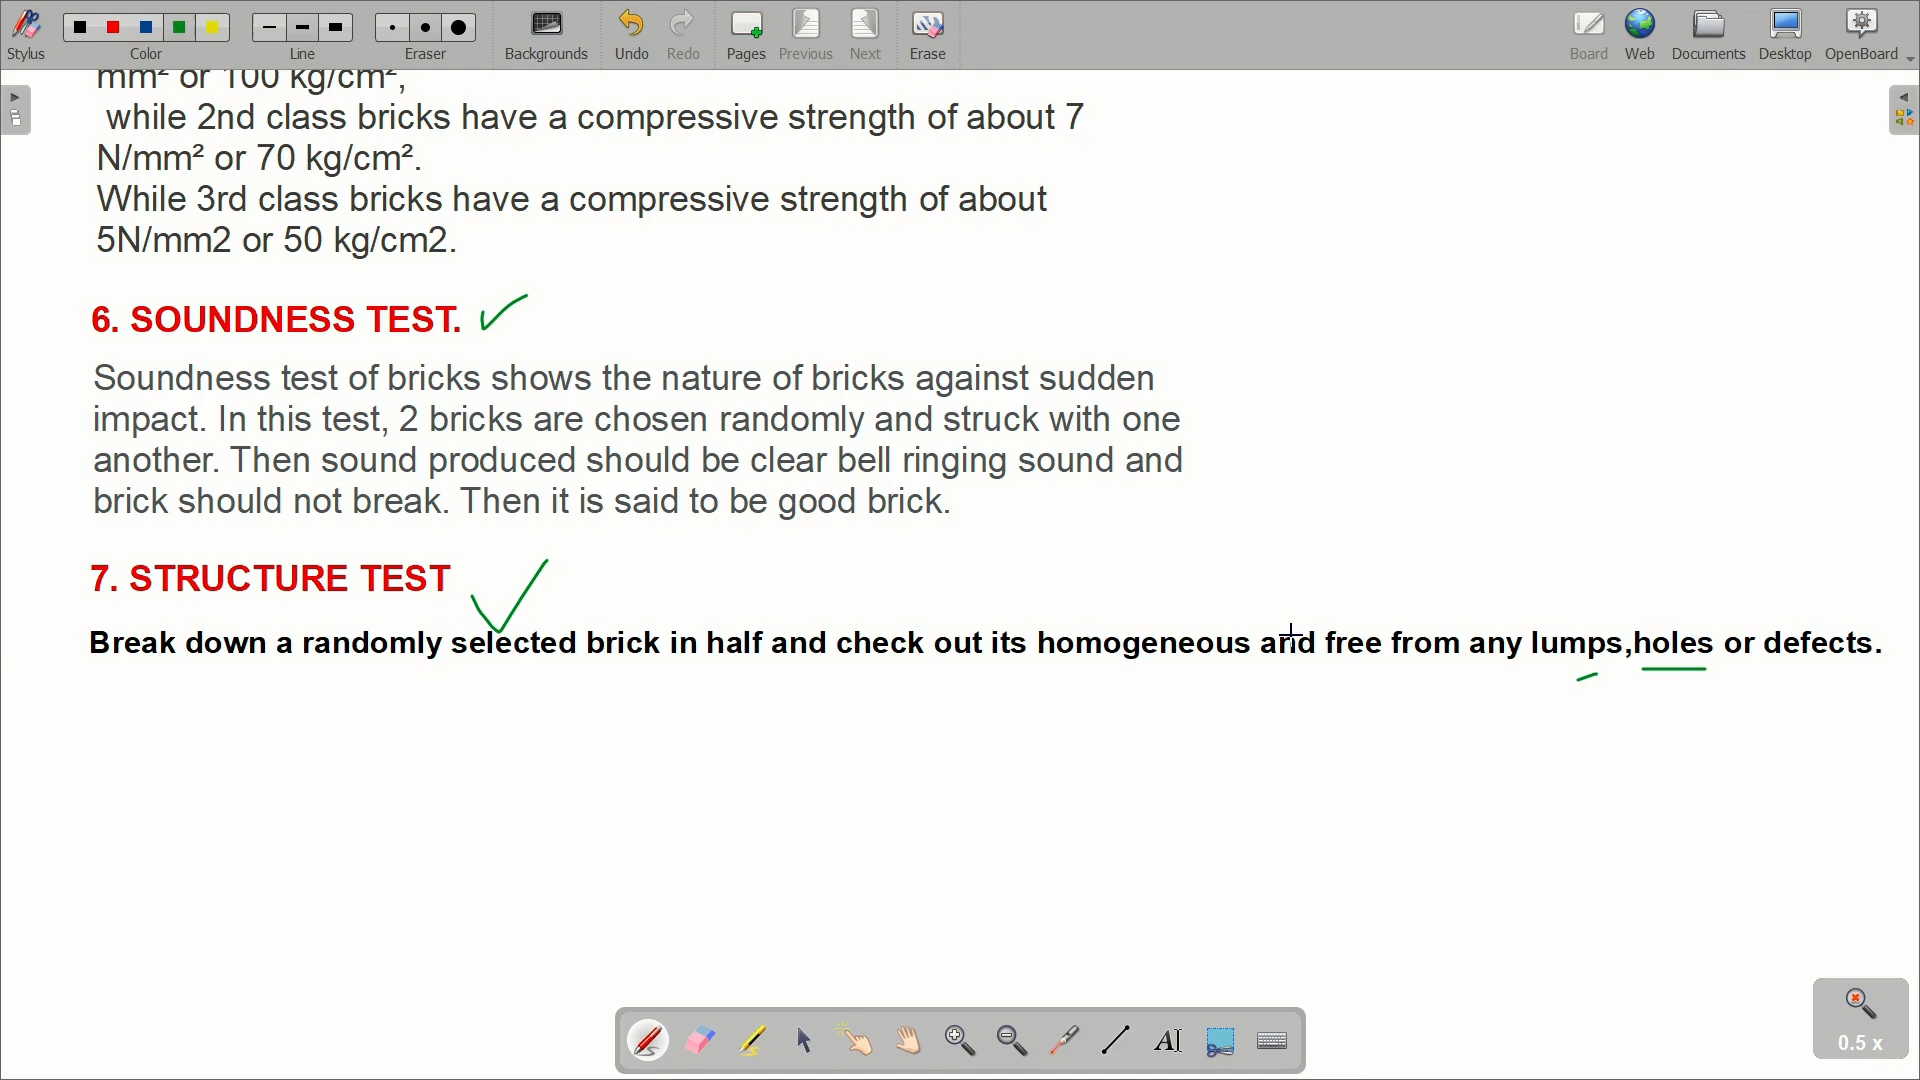 Stylus
Color
Line
Eraser
Backgrounds
Undo
Redo
Pages
Previous
Next
Erase
Board
Web
Documents
Desktop
OpenBoard
mm² or 100 kg/cm²,
while 2nd class bricks have a compressive strength of about 7
N/mm² or 70 kg/cm².
While 3rd class bricks have a compressive strength of about
5N/mm2 or 50 kg/cm2.
6. SOUNDNESS TEST.
Soundness test of bricks shows the nature of bricks against sudden
impact. In this test, 2 bricks are chosen randomly and struck with one
another. Then sound produced should be clear bell ringing sound and
brick should not break. Then it is said to be good brick.
7. STRUCTURE TEST
Break down a randomly selected brick in half and check out its homogeneous and free from any lumps,holes or defects.
AI
0.5 x